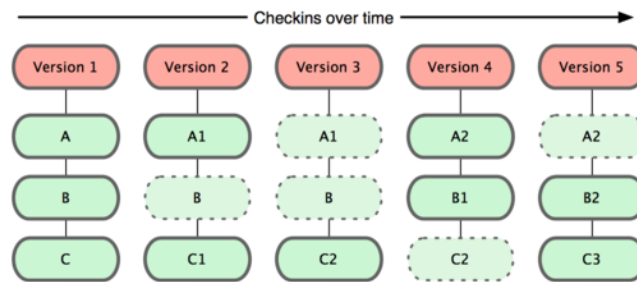 Checkins over time
Version 1 Version 2 Version 3 Version 4 Version 5
A A1 A1 A2 A2
B B B B1 B2
C C1 C2 C2 C3